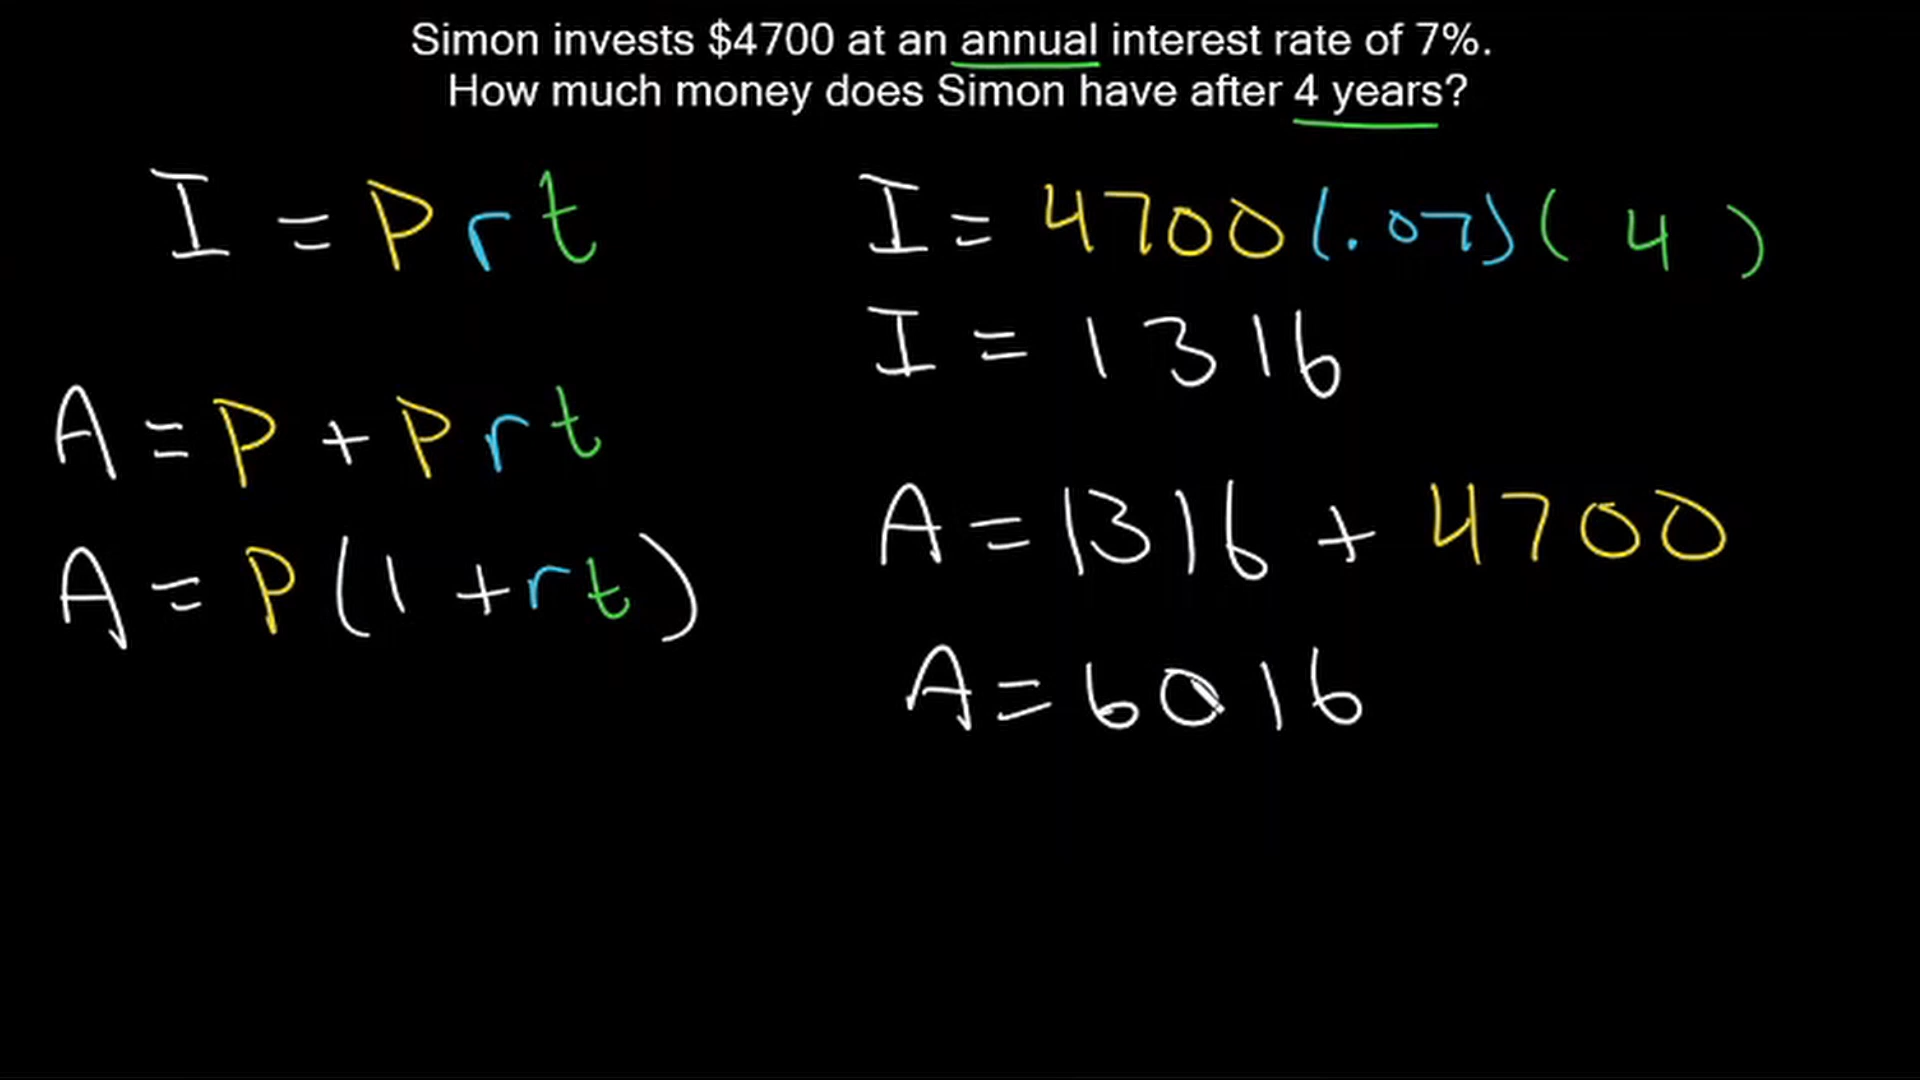 Simon invests $4700 at an annual interest rate of 7%.
How much money does Simon have after 4 years?
I = Prt
A = P + Prt
A = P(1 + rt)
I = 4700(.07)( 4 )
I = 1316
A = 1316 + 4700
A = 6016